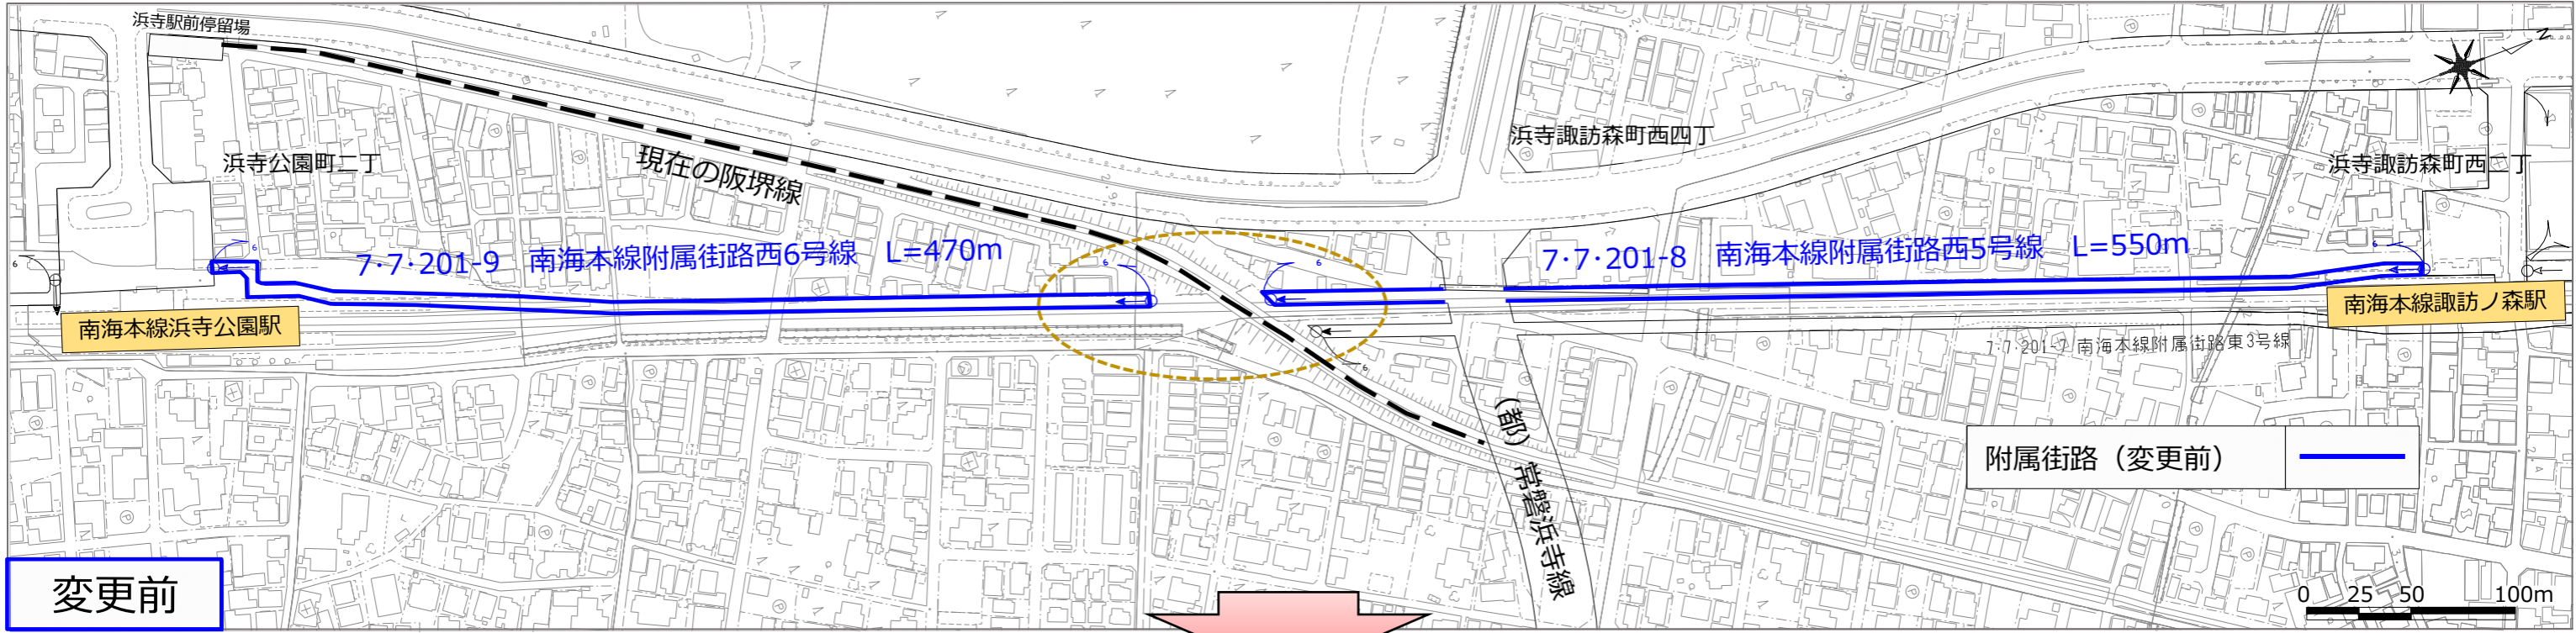 浜寺駅前停留場
N
浜寺公園町二丁
現在の阪堺線
浜寺諏訪森町西四丁
浜寺諏訪森町西二丁
7・7・201-9 南海本線附属街路西6号線 L=470m
7・7・201-8 南海本線附属街路西5号線 L=550m
南海本線浜寺公園駅
南海本線諏訪ノ森駅
7・7・201-7 南海本線附属街路東3号線
(都)常磐浜寺線
附属街路（変更前）
変更前
0 25 50 100m